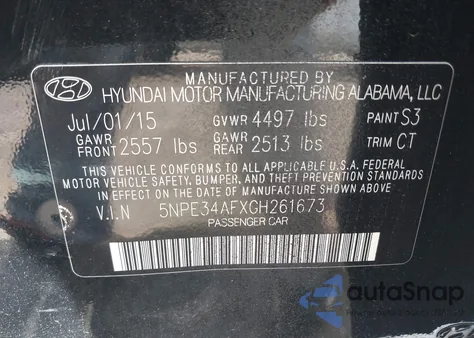 MANUFACTURED BY
HYUNDAI MOTOR MANUFACTURING ALABAMA, LLC
Jul/01/15 GVWR 4497 lbs PAINT S3
GAWR FRONT 2557 lbs GAWR REAR 2513 lbs TRIM CT
THIS VEHICLE CONFORMS TO ALL APPLICABLE U.S.A. FEDERAL
MOTOR VEHICLE SAFETY, BUMPER, AND THEFT PREVENTION STANDARDS
IN EFFECT ON THE DATE OF MANUFACTURE SHOWN ABOVE.
V.I.N 5NPE34AFXGH261673
PASSENGER CAR
autoSnap